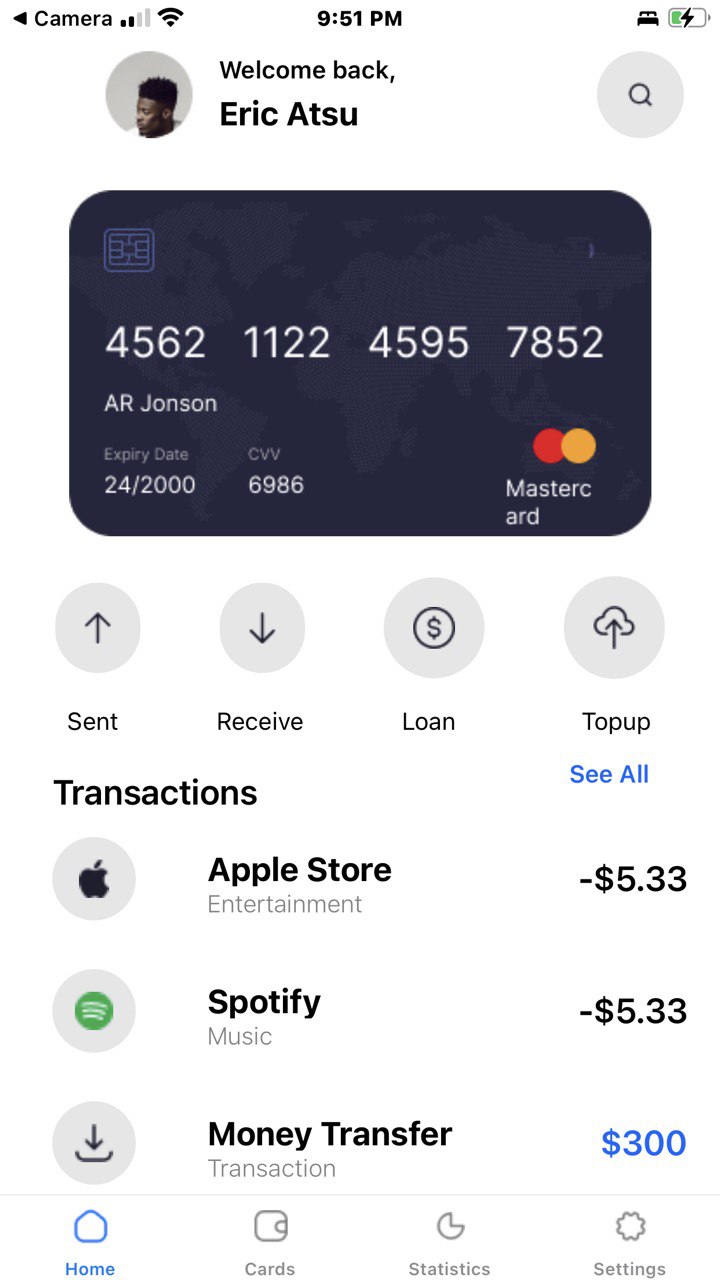 ◀ Camera 9:51 PM
Welcome back,
Eric Atsu
4562 1122 4595 7852
AR Jonson
Expiry Date CVV
24/2000 6986
Masterc
ard
Sent Receive Loan Topup
See All
Transactions
Apple Store
Entertainment
-$5.33
Spotify
Music
-$5.33
Money Transfer
Transaction
$300
Home Cards Statistics Settings